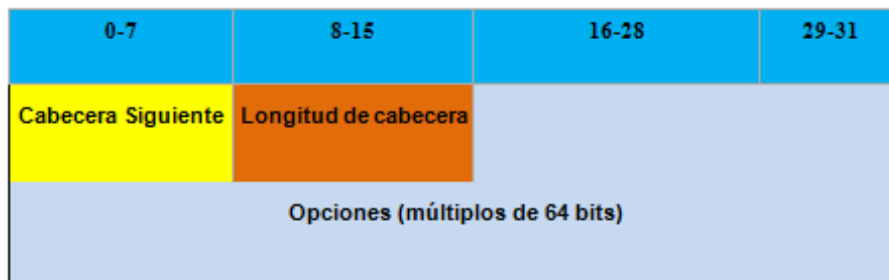 0-7 8-15 16-28 29-31
Cabecera Siguiente Longitud de cabecera
Opciones (múltiplos de 64 bits)